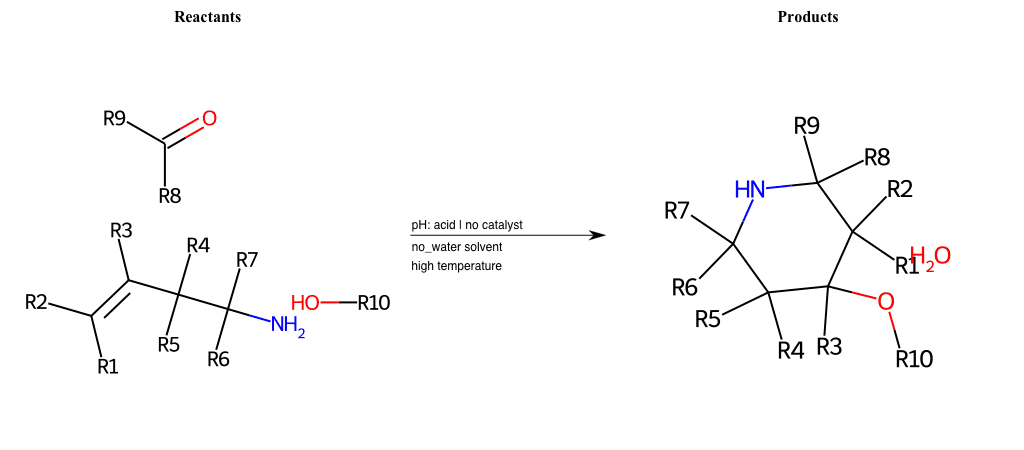 Reactants
Products
R9
O
R8
R3
R4
R7
R2
HO
R10
NH2
R5
R6
R1
pH: acid | no catalyst
no_water solvent
high temperature
R9
R8
HN
R2
R7
R1
H2O
R6
O
R5
R4
R3
R10